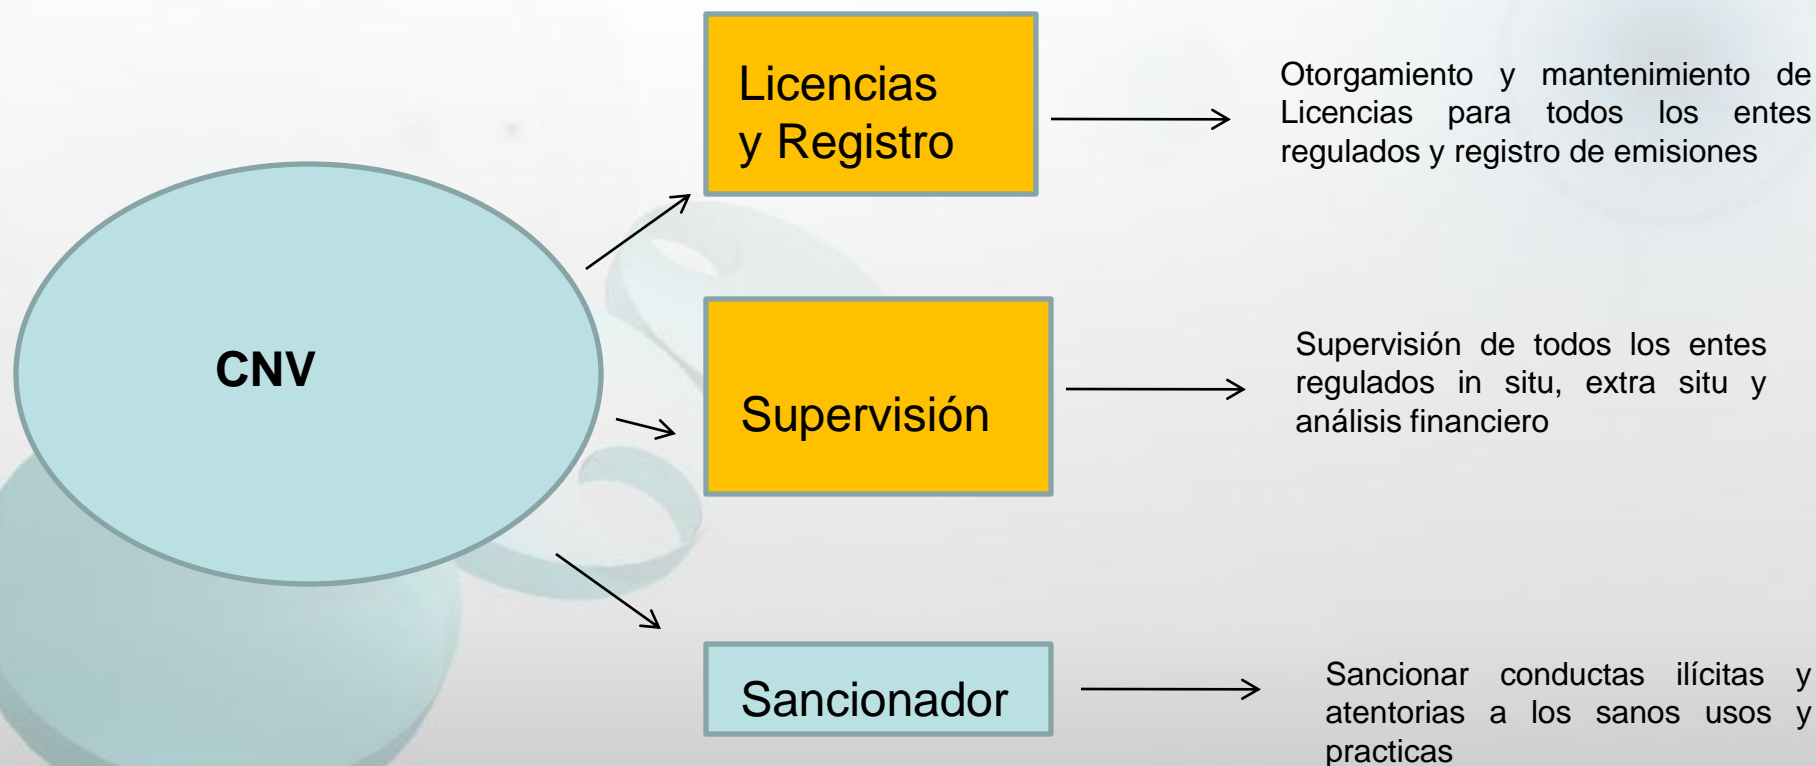 CNV
Licencias
y Registro
Otorgamiento y mantenimiento de
Licencias para todos los entes
regulados y registro de emisiones
Supervisión
Supervisión de todos los entes
regulados in situ, extra situ y
análisis financiero
Sancionador
Sancionar conductas ilícitas y
atentorias a los sanos usos y
practicas